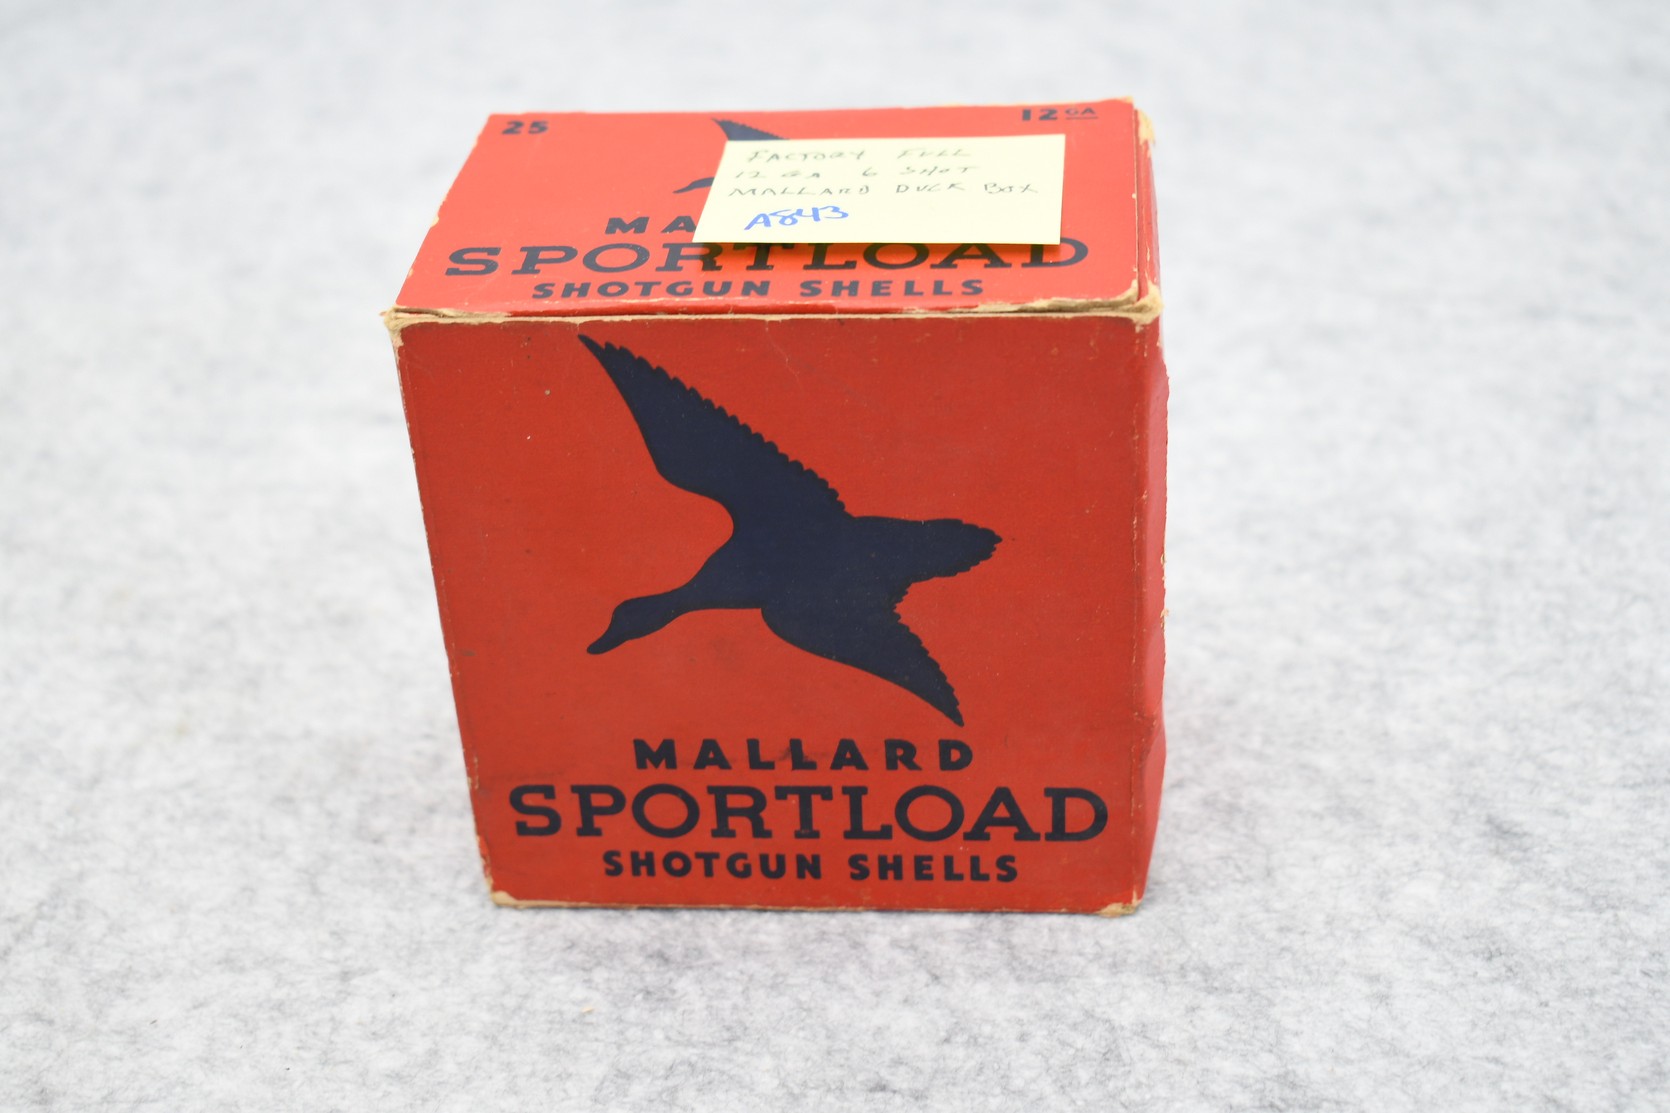 25
12 GA
FACTORY FULL
12 GA 6 SHOT
MALLARD DUCK BOX
A843
MA
SPORTLOAD
SHOTGUN SHELLS
MALLARD
SPORTLOAD
SHOTGUN SHELLS